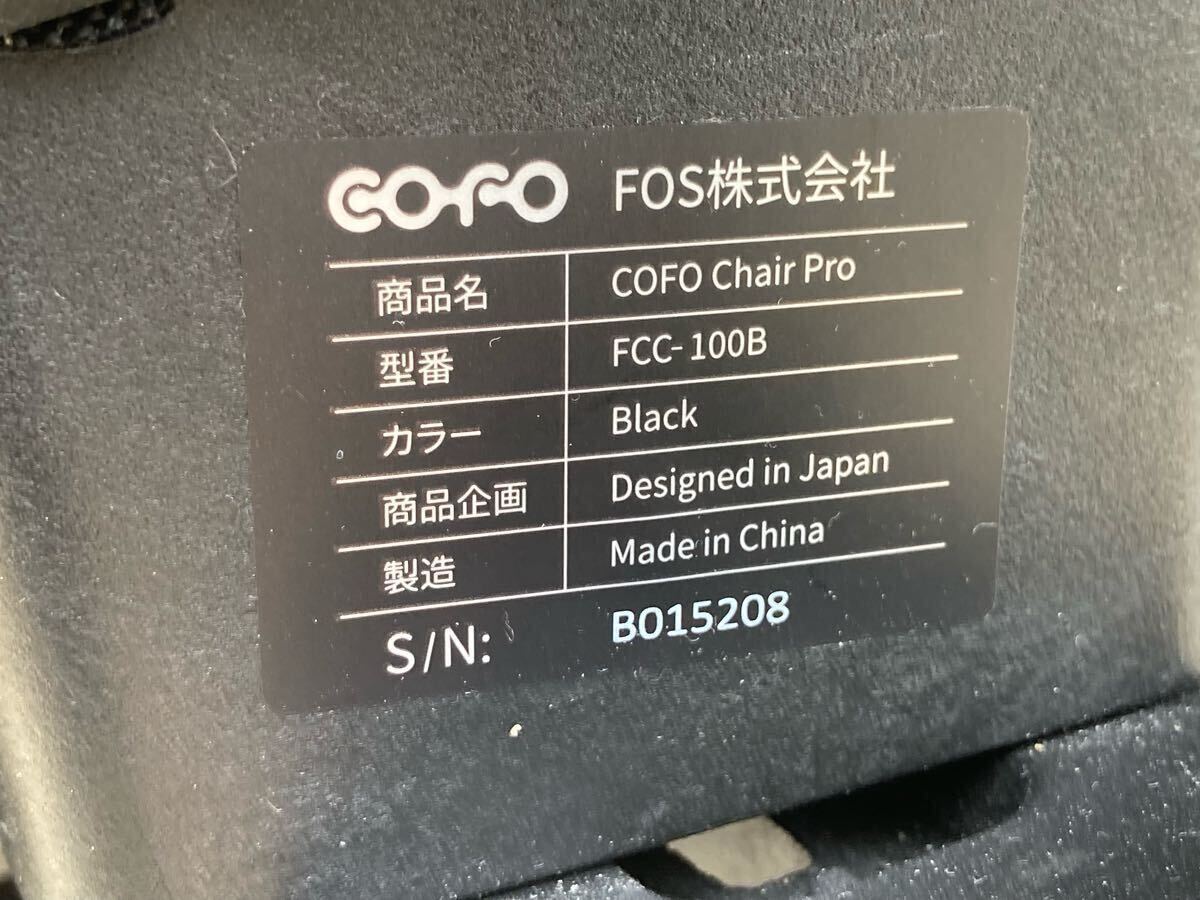 COFO FOS株式会社
商品名 COFO Chair Pro
型番 FCC-100B
カラー Black
商品企画 Designed in Japan
製造 Made in China
S/N: B015208